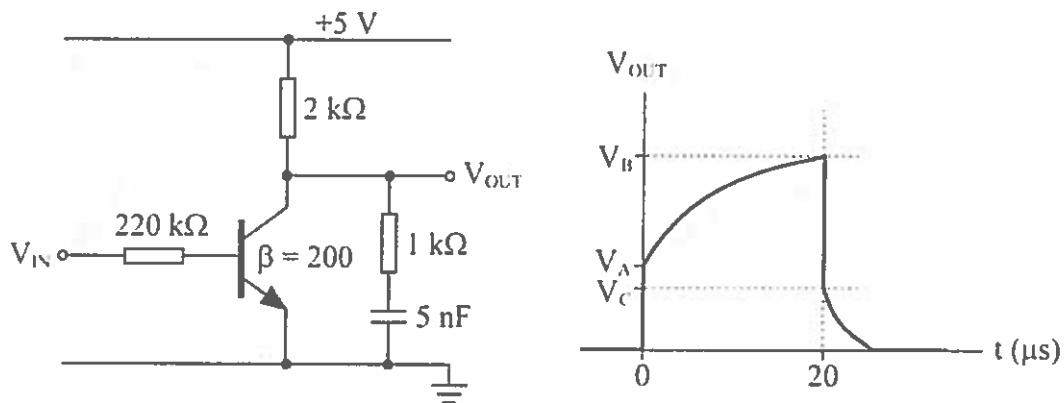 +5 V
2 kΩ
V_OUT
220 kΩ
V_IN
β = 200
1 kΩ
5 nF
V_OUT
V_B
V_A
V_C
0
20
t (μs)